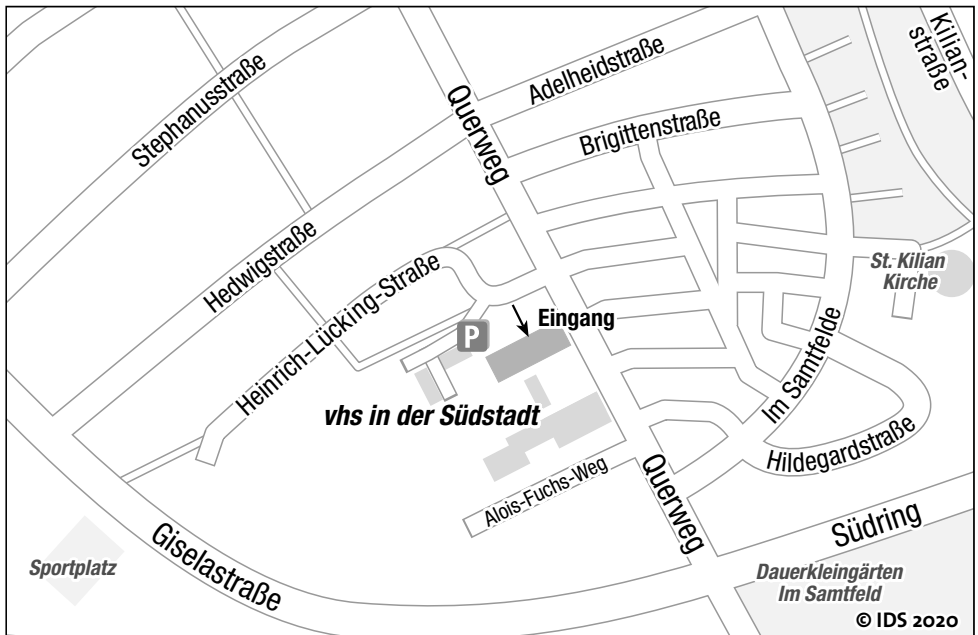 Kilian-
straße
Stephanusstraße
Adelheidstraße
Querweg
Brigittenstraße
Hedwigstraße
St. Kilian
Kirche
Heinrich-Lücking-Straße
Eingang
P
Im Samtfelde
vhs in der Südstadt
Hildegardstraße
Alois-Fuchs-Weg
Querweg
Südring
Giselastraße
Sportplatz
Dauerkleingärten
Im Samtfeld
© IDS 2020